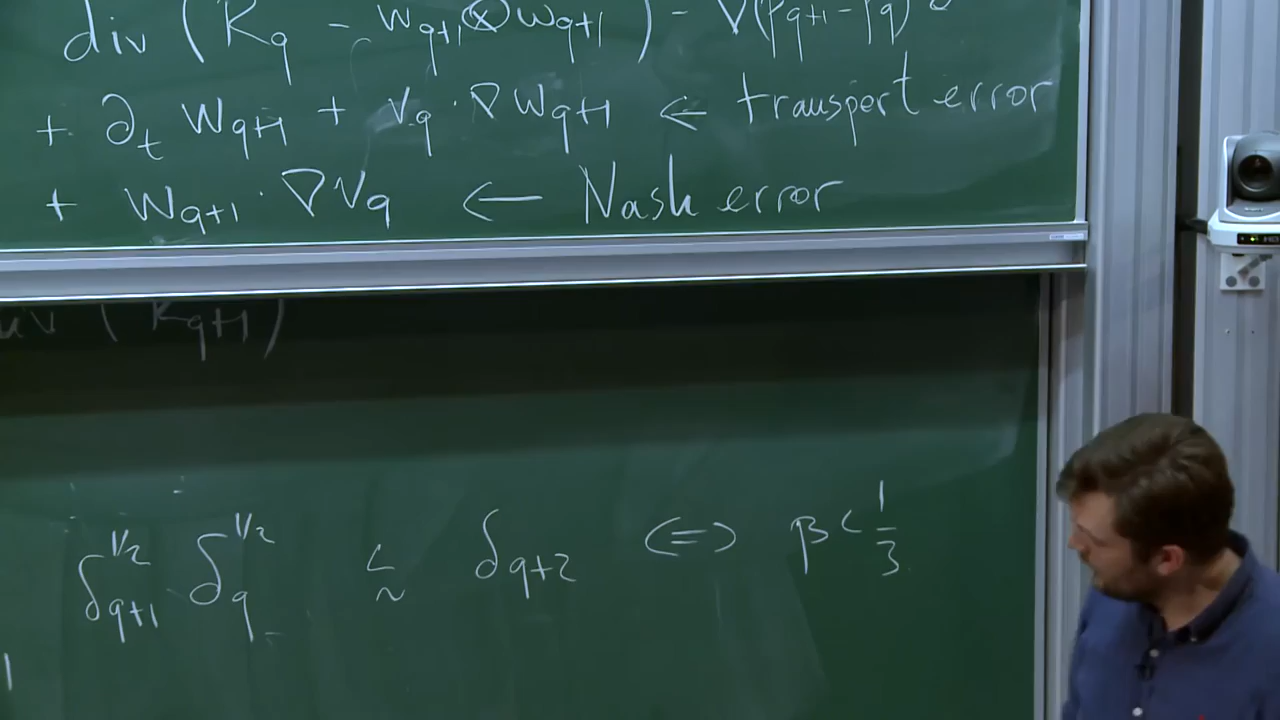 div ( R_q - w_{q+1} ⊗ w_{q+1} ) - ∇(p_{q+1} - p_q)
+ ∂_t w_{q+1} + v_q · ∇ w_{q+1} ← transport error
+ w_{q+1} · ∇ v_q ← Nash error
div ( R_{q+1} )
δ_{q+1}^{1/2} δ_q^{1/2} ≲ δ_{q+2} ⇔ β < 1/3